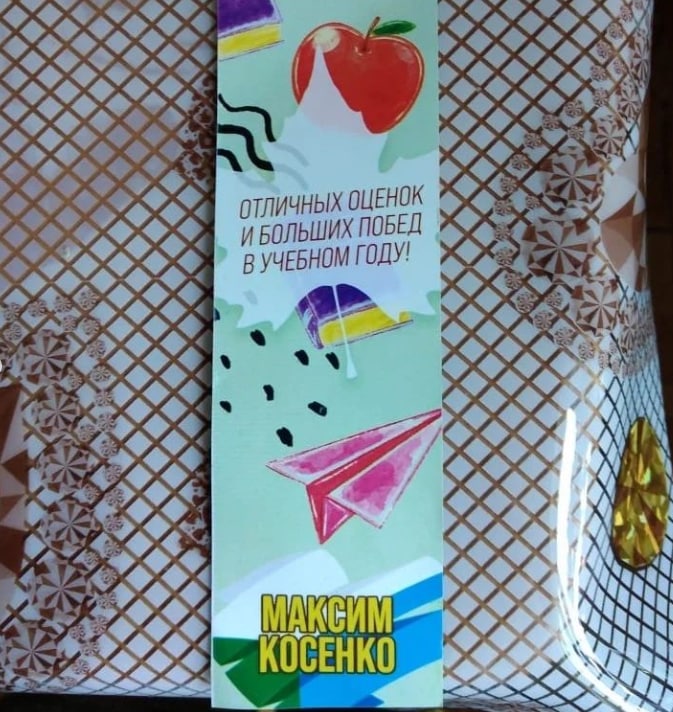 ОТЛИЧНЫХ ОЦЕНОК
И БОЛЬШИХ ПОБЕД
В УЧЕБНОМ ГОДУ!
МАКСИМ
КОСЕНКО